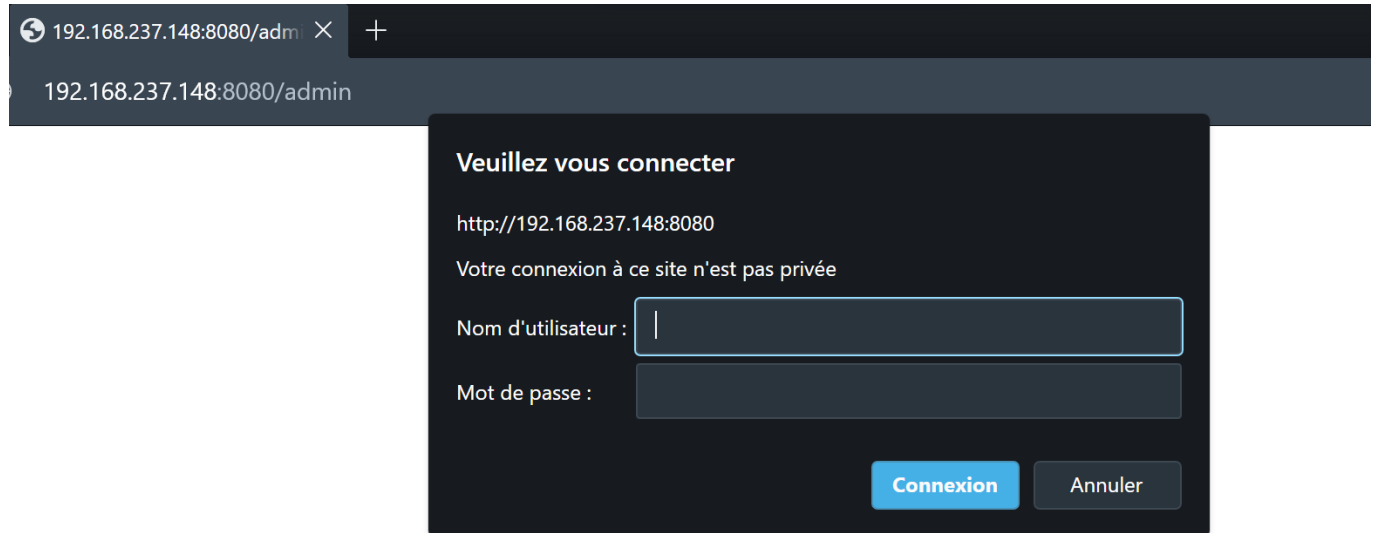 192.168.237.148:8080/adm
192.168.237.148:8080/admin
Veuillez vous connecter
http://192.168.237.148:8080
Votre connexion à ce site n'est pas privée
Nom d'utilisateur :
Mot de passe :
Connexion Annuler